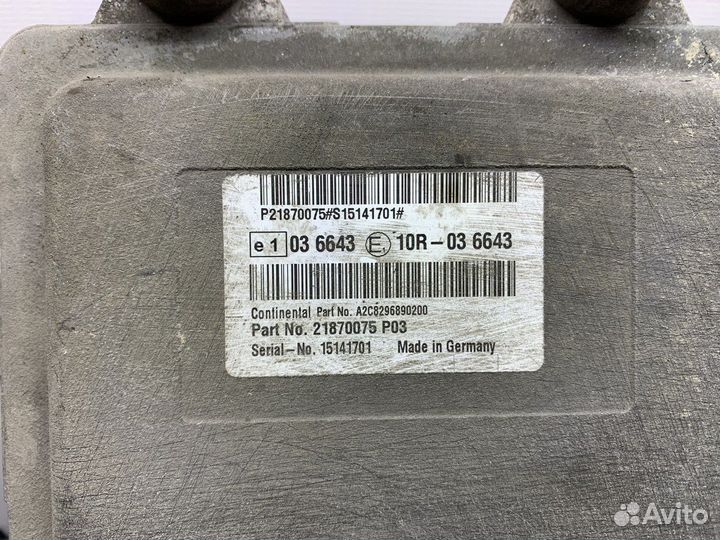 P21870075#S15141701#
e 1 03 6643 E1 10R-03 6643
Continental Part No. A2C8296890200
Part No. 21870075 P03
Serial-No. 15141701 Made in Germany
Avito